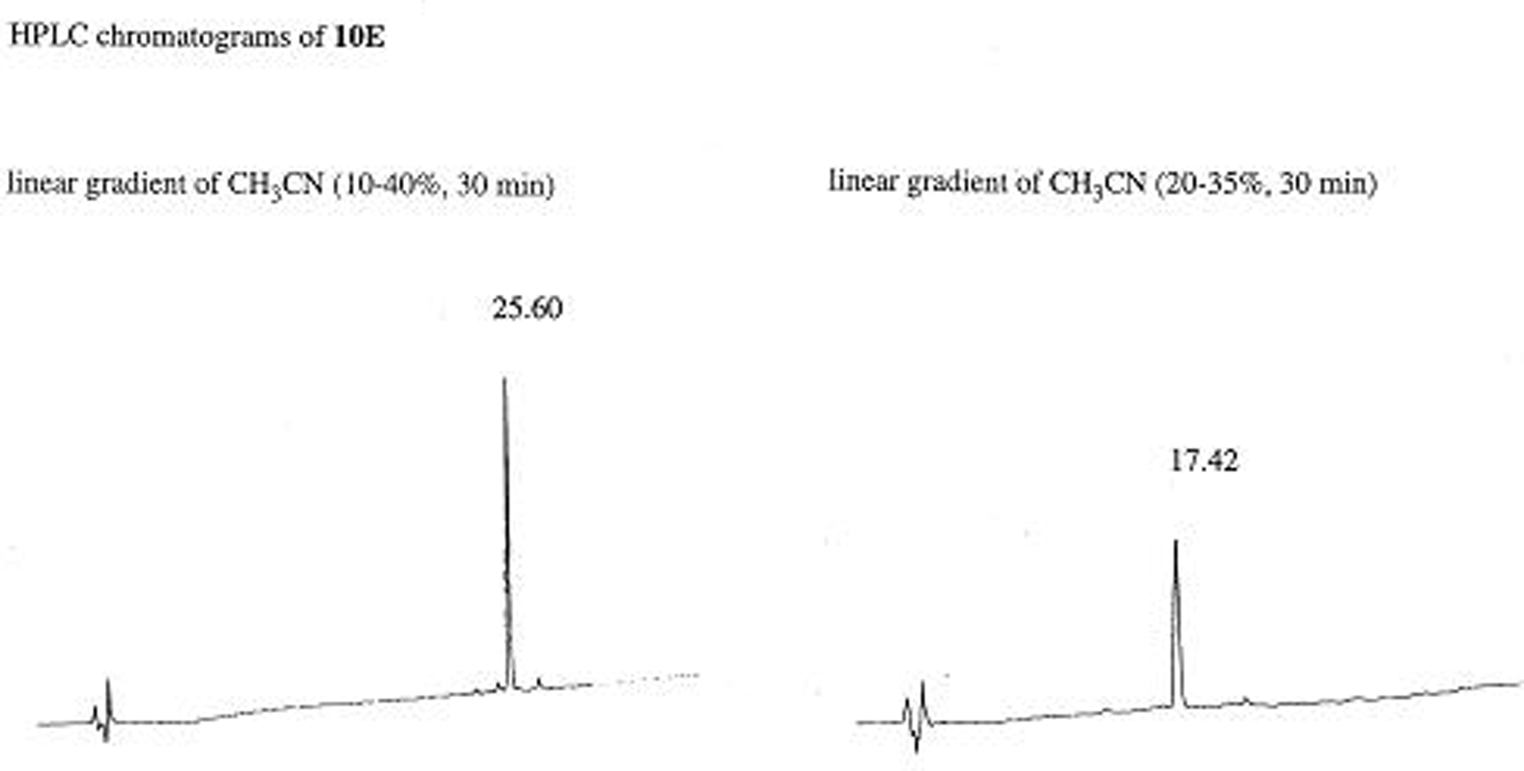 HPLC chromatograms of 10E
linear gradient of CH₃CN (10-40%, 30 min)
linear gradient of CH₃CN (20-35%, 30 min)
25.60
17.42